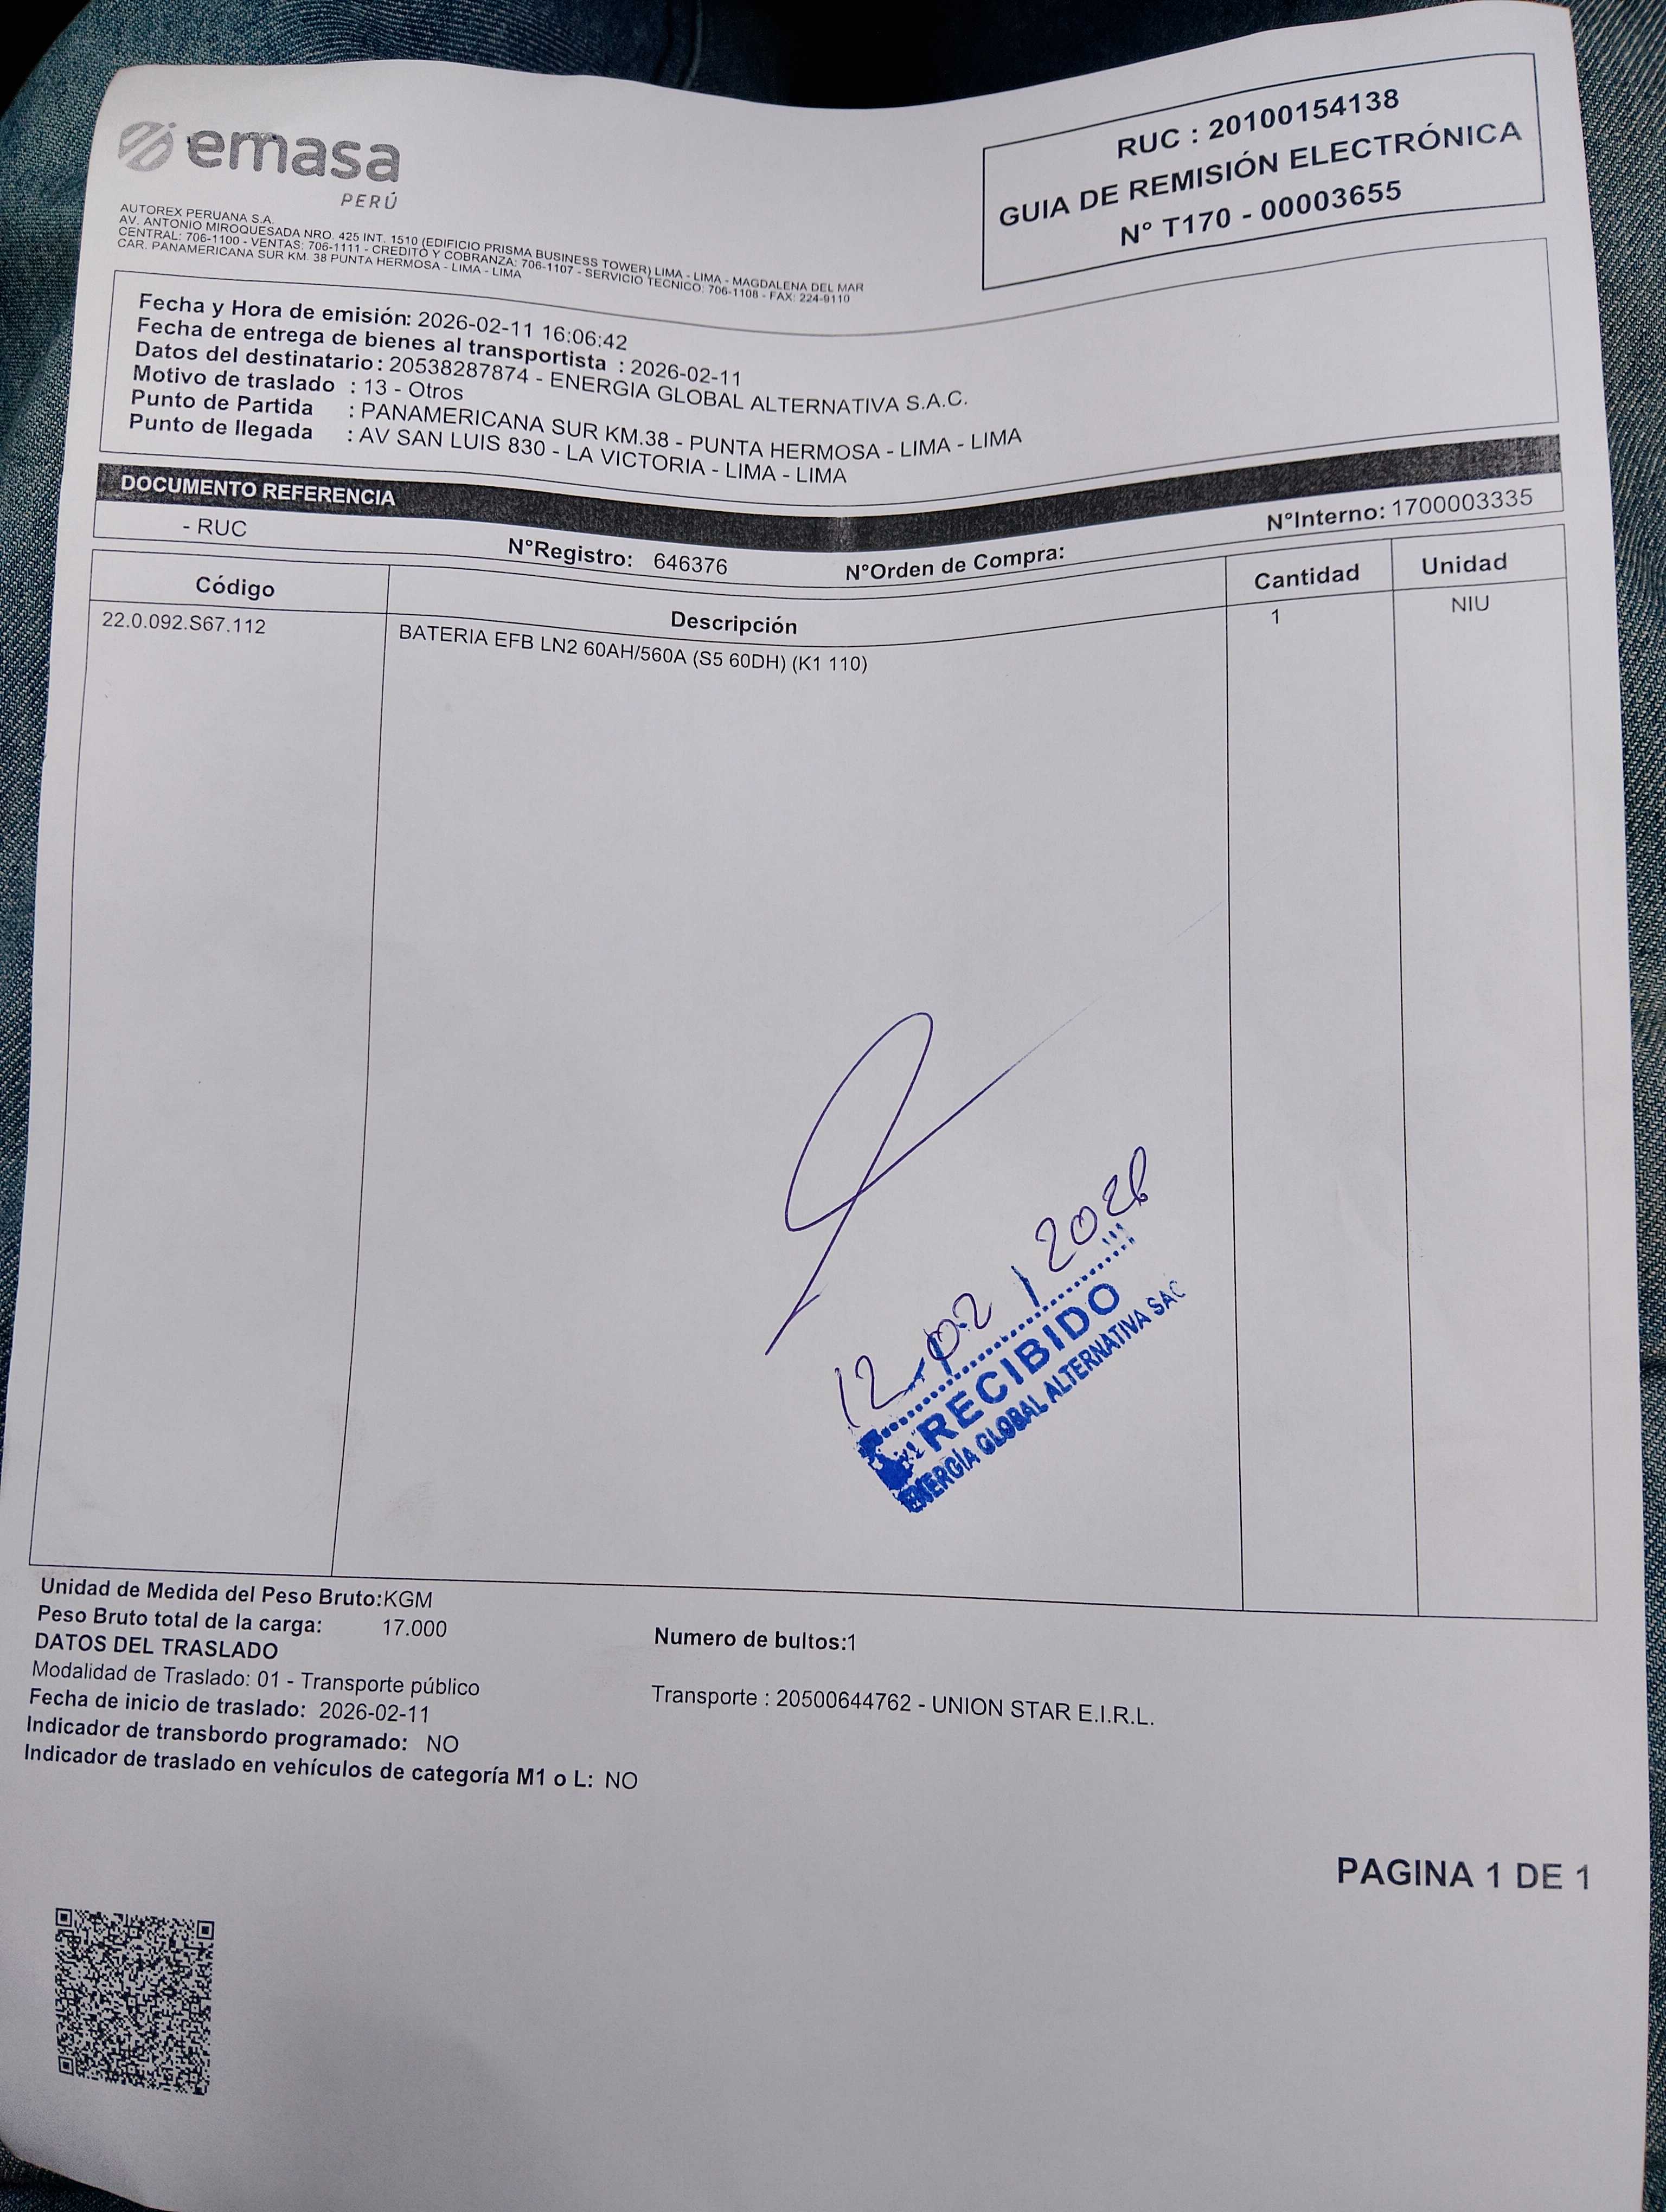 emasa
PERÚ
AUTOREX PERUANA S.A.
AV. ANTONIO MIROQUESADA NRO. 425 INT. 1510 (EDIFICIO PRISMA BUSINESS TOWER) LIMA - LIMA - MAGDALENA DEL MAR
CENTRAL: 706-1100 - VENTAS: 706-1111 - CREDITO Y COBRANZA: 706-1107 - SERVICIO TECNICO: 706-1108 - FAX: 224-9110
CAR. PANAMERICANA SUR KM. 38 PUNTA HERMOSA - LIMA - LIMA
RUC : 20100154138
GUIA DE REMISIÓN ELECTRÓNICA
N° T170 - 00003655
Fecha y Hora de emisión: 2026-02-11 16:06:42
Fecha de entrega de bienes al transportista : 2026-02-11
Datos del destinatario : 20538287874 - ENERGIA GLOBAL ALTERNATIVA S.A.C.
Motivo de traslado : 13 - Otros
Punto de Partida : PANAMERICANA SUR KM.38 - PUNTA HERMOSA - LIMA - LIMA
Punto de llegada : AV SAN LUIS 830 - LA VICTORIA - LIMA - LIMA
DOCUMENTO REFERENCIA
- RUC N°Registro: 646376 N°Orden de Compra: N°Interno: 1700003335
Código Descripción Cantidad Unidad
22.0.092.S67.112 BATERIA EFB LN2 60AH/560A (S5 60DH) (K1 110) 1 NIU
12 02 / 2026
RECIBIDO
ENERGÍA GLOBAL ALTERNATIVA SAC
Unidad de Medida del Peso Bruto:KGM
Peso Bruto total de la carga: 17.000 Numero de bultos:1
DATOS DEL TRASLADO
Modalidad de Traslado: 01 - Transporte público Transporte : 20500644762 - UNION STAR E.I.R.L.
Fecha de inicio de traslado: 2026-02-11
Indicador de transbordo programado: NO
Indicador de traslado en vehículos de categoría M1 o L: NO
PAGINA 1 DE 1